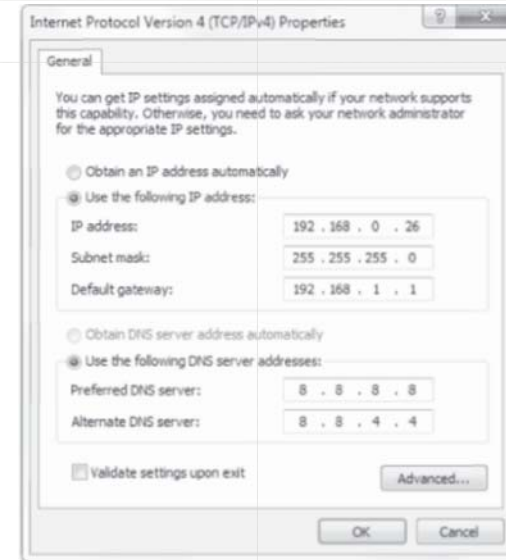 Internet Protocol Version 4 (TCP/IPv4) Properties
General
You can get IP settings assigned automatically if your network supports
this capability. Otherwise, you need to ask your network administrator
for the appropriate IP settings.
Obtain an IP address automatically
Use the following IP address:
IP address: 192 . 168 . 0 . 26
Subnet mask: 255 . 255 . 255 . 0
Default gateway: 192 . 168 . 1 . 1
Obtain DNS server address automatically
Use the following DNS server addresses:
Preferred DNS server: 8 . 8 . 8 . 8
Alternate DNS server: 8 . 8 . 4 . 4
Validate settings upon exit
Advanced...
OK Cancel